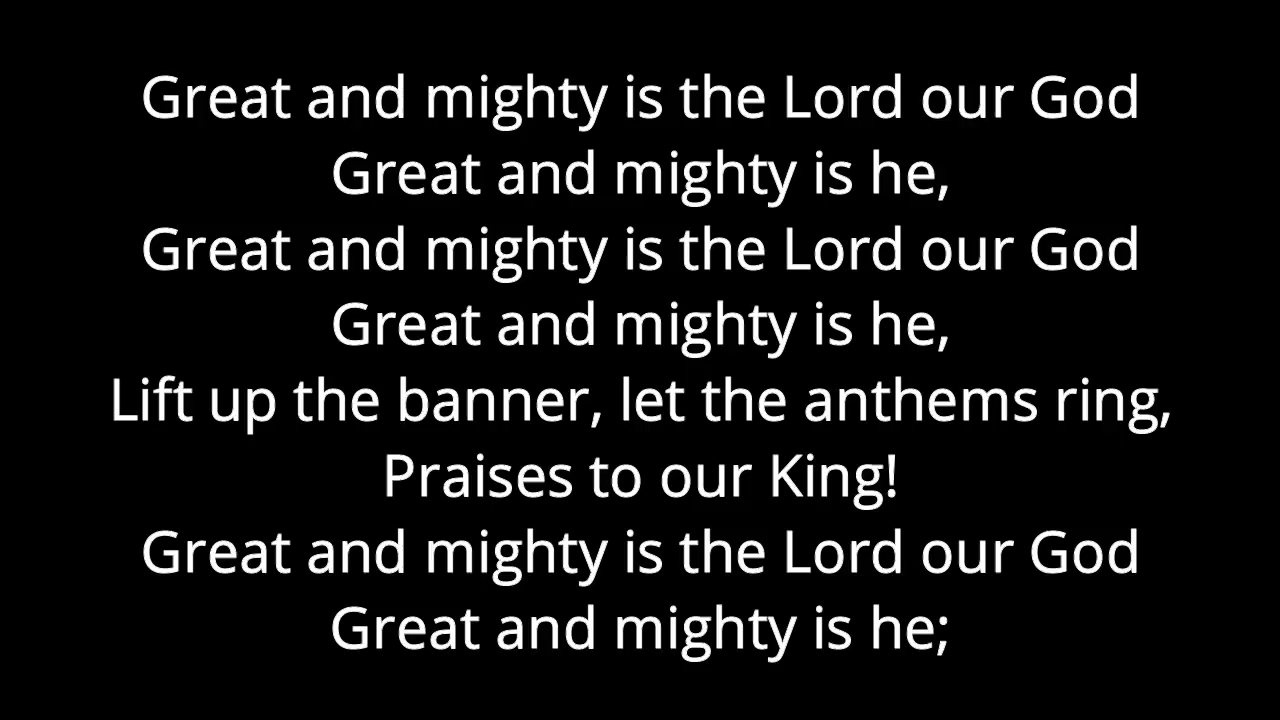 Great and mighty is the Lord our God
Great and mighty is he,
Great and mighty is the Lord our God
Great and mighty is he,
Lift up the banner, let the anthems ring,
Praises to our King!
Great and mighty is the Lord our God
Great and mighty is he;